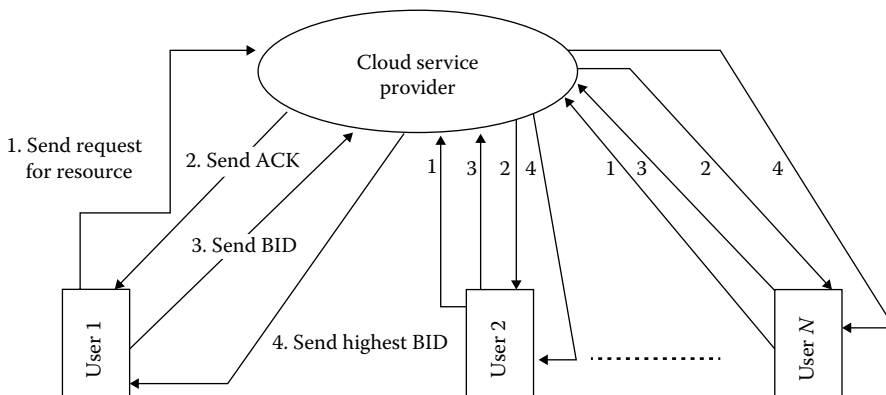 Cloud service
provider
1. Send request
for resource
2. Send ACK
3. Send BID
4. Send highest BID
1
3
2
4
1
3
2
4
User 1
User 2
User N